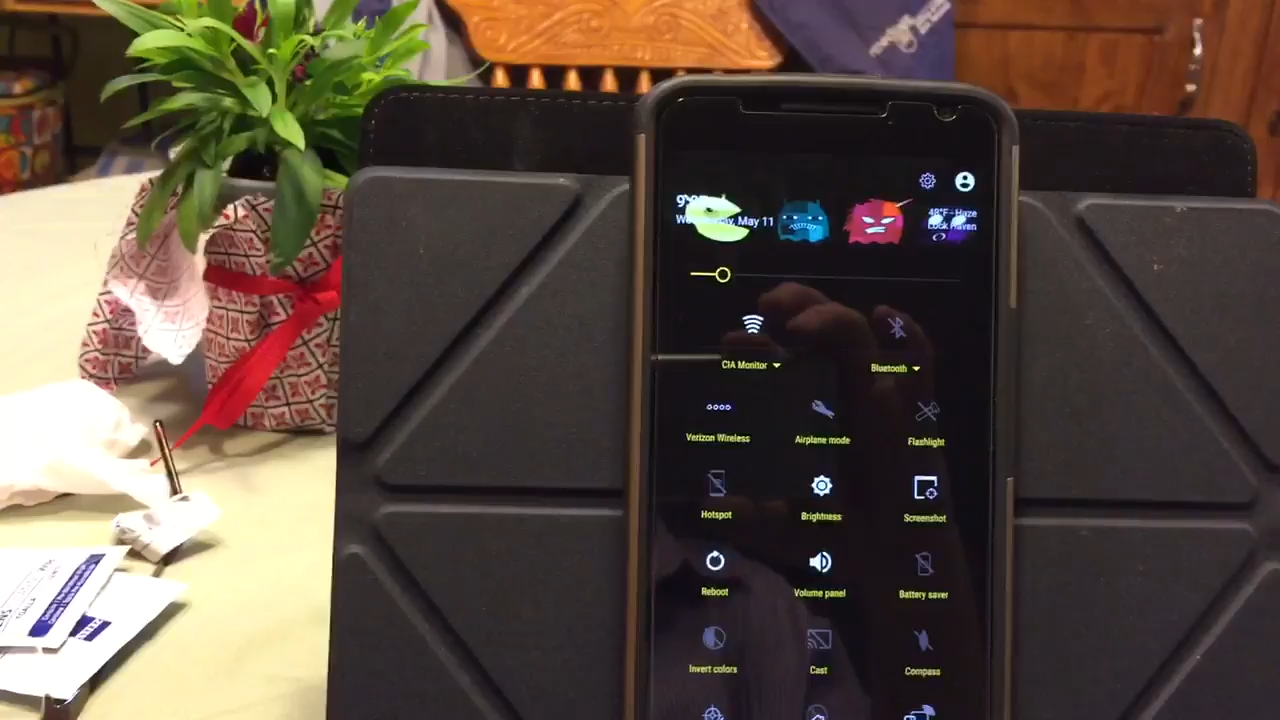 May 11
48°F - Haze
Lock Haven
CIA Monitor
Bluetooth
Verizon Wireless
Airplane mode
Flashlight
Hotspot
Brightness
Screenshot
Reboot
Volume panel
Battery saver
Invert colors
Cast
Compass